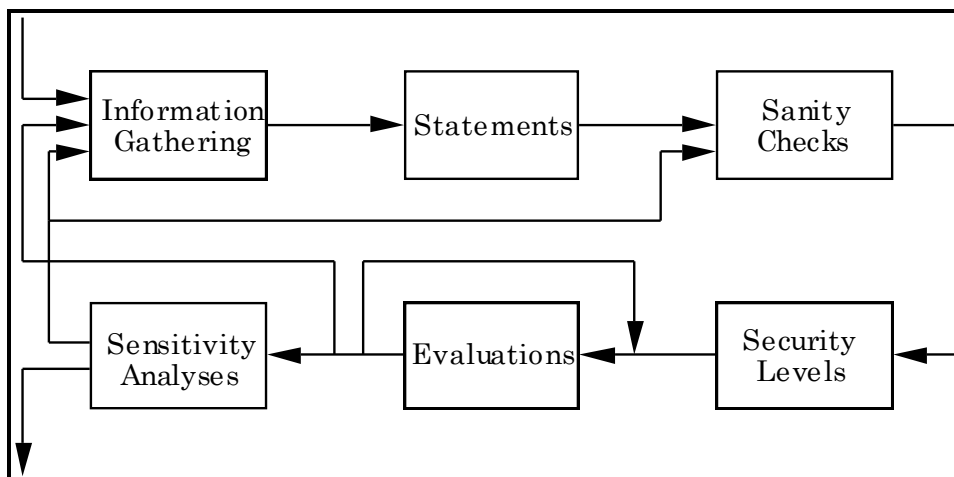 Information
Gathering
Statements
Sanity
Checks
Sensitivity
Analyses
Evaluations
Security
Levels